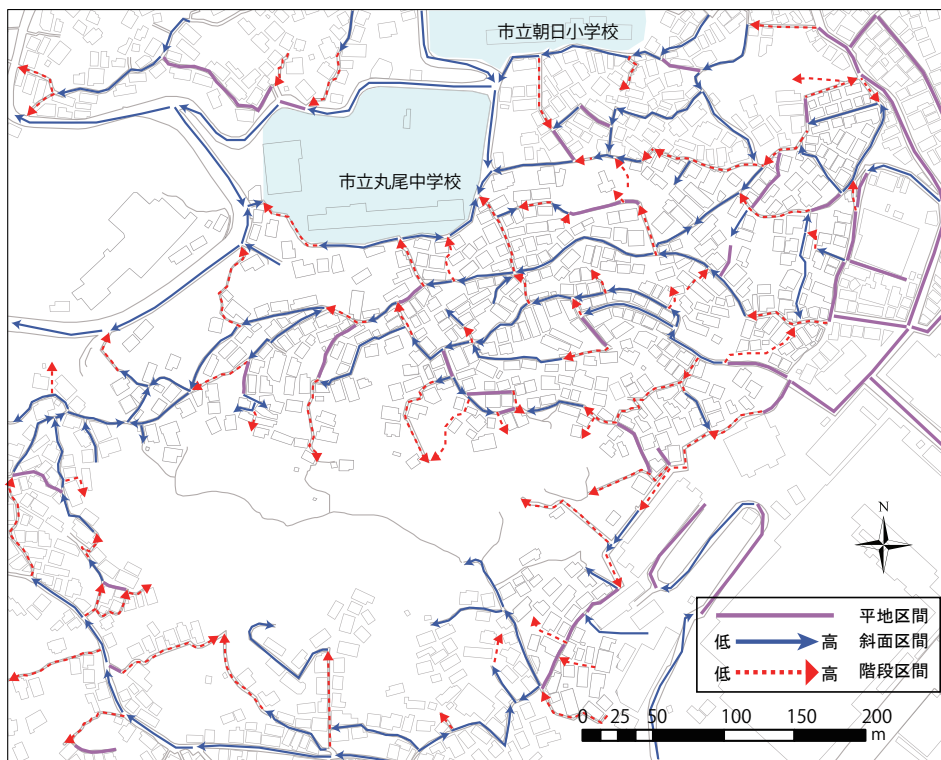 市立朝日小学校
市立丸尾中学校
N
平地区間
低 高 斜面区間
低 高 階段区間
0 25 50 100 150 200
m